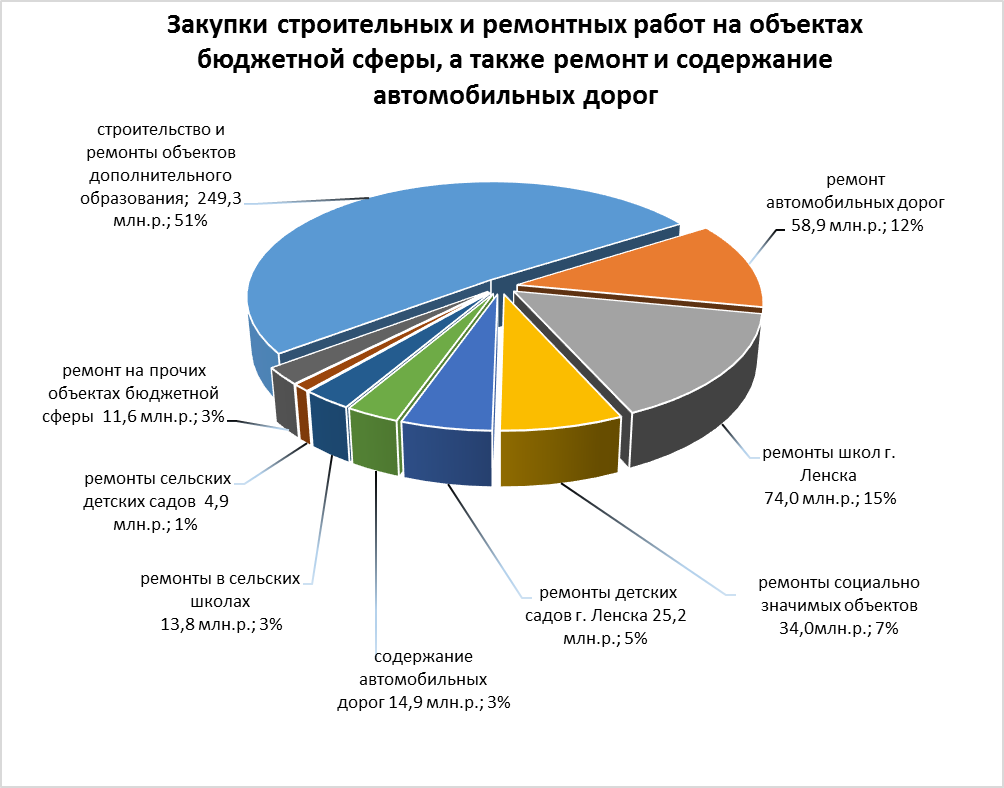 Закупки строительных и ремонтных работ на объектах
бюджетной сферы, а также ремонт и содержание
автомобильных дорог
строительство и
ремонты объектов
дополнительного
образования;  249,3
млн.р.; 51%
ремонт
автомобильных дорог
58,9 млн.р.; 12%
ремонты школ г.
Ленска
74,0 млн.р.; 15%
ремонты социально
значимых объектов
34,0млн.р.; 7%
ремонты детских
садов г. Ленска 25,2
млн.р.; 5%
содержание
автомобильных
дорог 14,9 млн.р.; 3%
ремонты в сельских
школах
13,8 млн.р.; 3%
ремонты сельских
детских садов  4,9
млн.р.; 1%
ремонт на прочих
объектах бюджетной
сферы  11,6 млн.р.; 3%